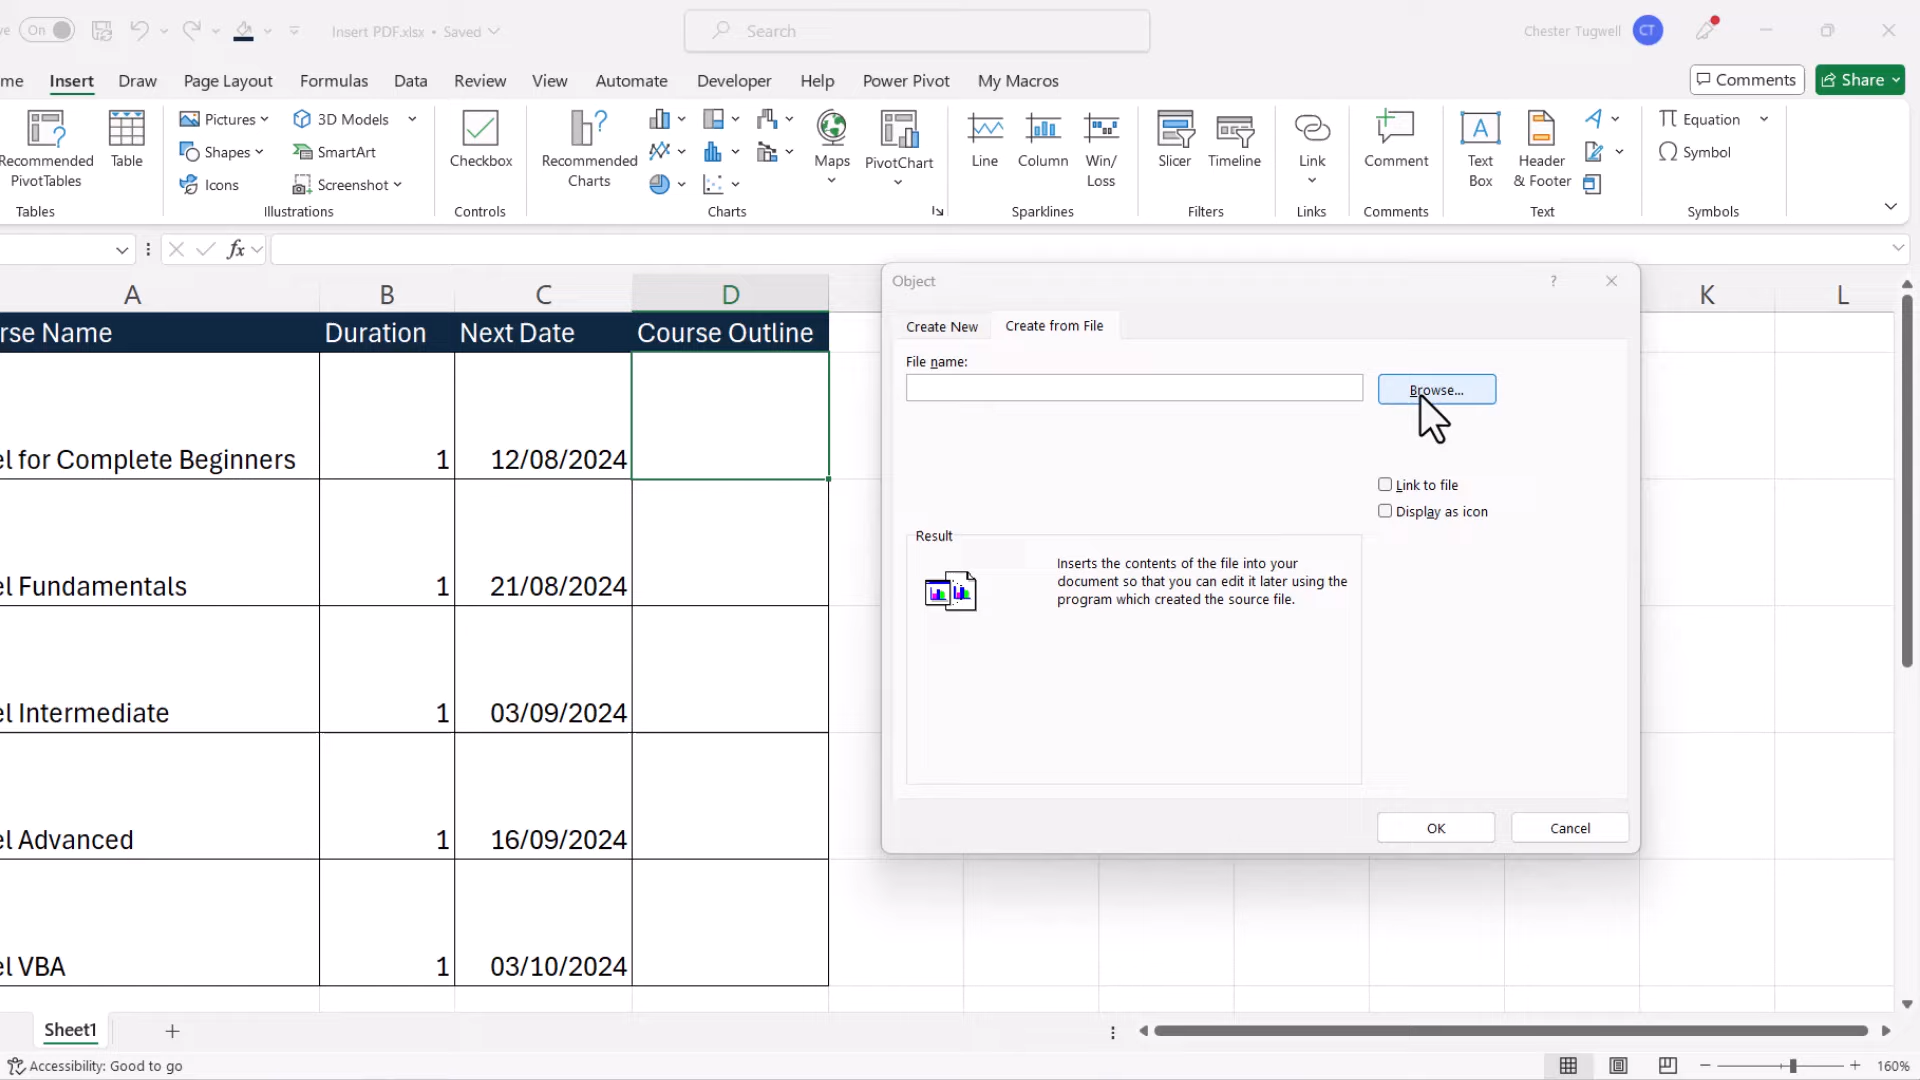 On
Insert PDF.xlsx • Saved
Search
Chester Tugwell
CT
Insert
Draw
Page Layout
Formulas
Data
Review
View
Automate
Developer
Help
Power Pivot
My Macros
Comments
Share
Recommended
PivotTables
Table
Pictures
Shapes
Icons
3D Models
SmartArt
Screenshot
Checkbox
Recommended
Charts
Maps
PivotChart
Line
Column
Win/
Loss
Slicer
Timeline
Link
Comment
Text
Box
Header
& Footer
Equation
Symbol
Tables
Illustrations
Controls
Charts
Sparklines
Filters
Links
Comments
Text
Symbols
fx
A
B
C
D
K
L
rse Name
Duration
Next Date
Course Outline
el for Complete Beginners
1
12/08/2024
el Fundamentals
1
21/08/2024
el Intermediate
1
03/09/2024
el Advanced
1
16/09/2024
el VBA
1
03/10/2024
Object
?
Create New
Create from File
File name:
Browse...
Link to file
Display as icon
Result
Inserts the contents of the file into your
document so that you can edit it later using the
program which created the source file.
OK
Cancel
Sheet1
Accessibility: Good to go
160%